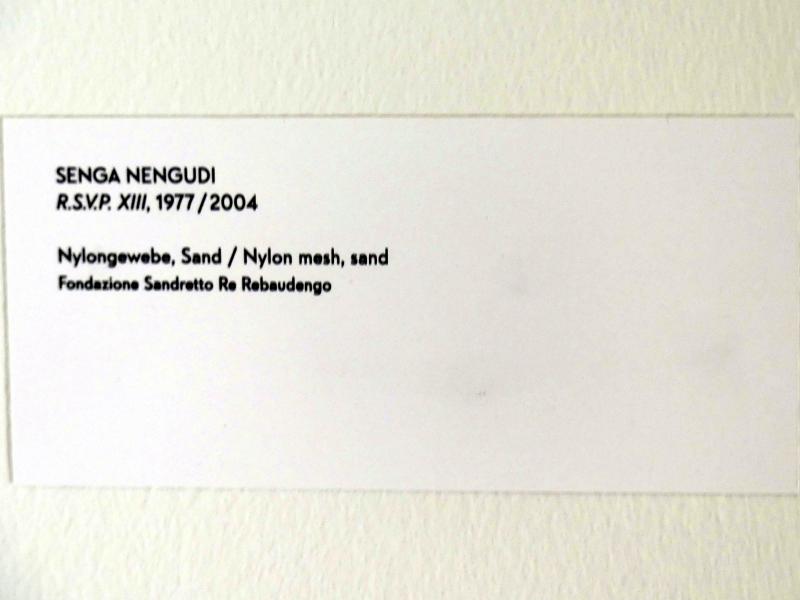 SENGA NENGUDI
R.S.V.P. XIII, 1977 / 2004
Nylongewebe, Sand / Nylon mesh, sand
Fondazione Sandretto Re Rebaudengo